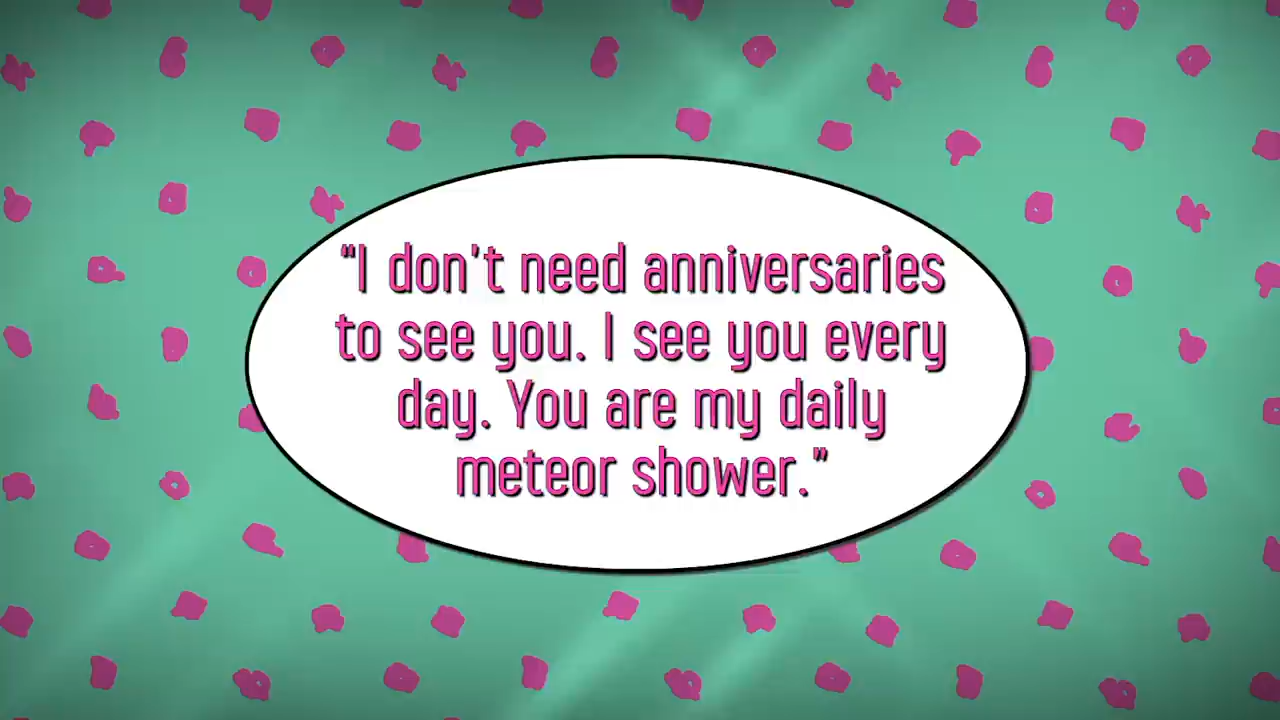 "I don't need anniversaries
to see you. I see you every
day. You are my daily
meteor shower."